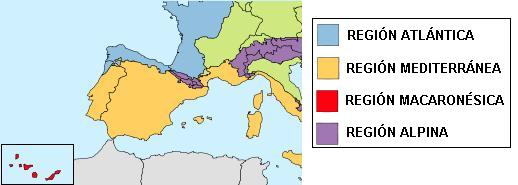 REGIÓN ATLÁNTICA
REGIÓN MEDITERRÁNEA
REGIÓN MACARONÉSICA
REGIÓN ALPINA